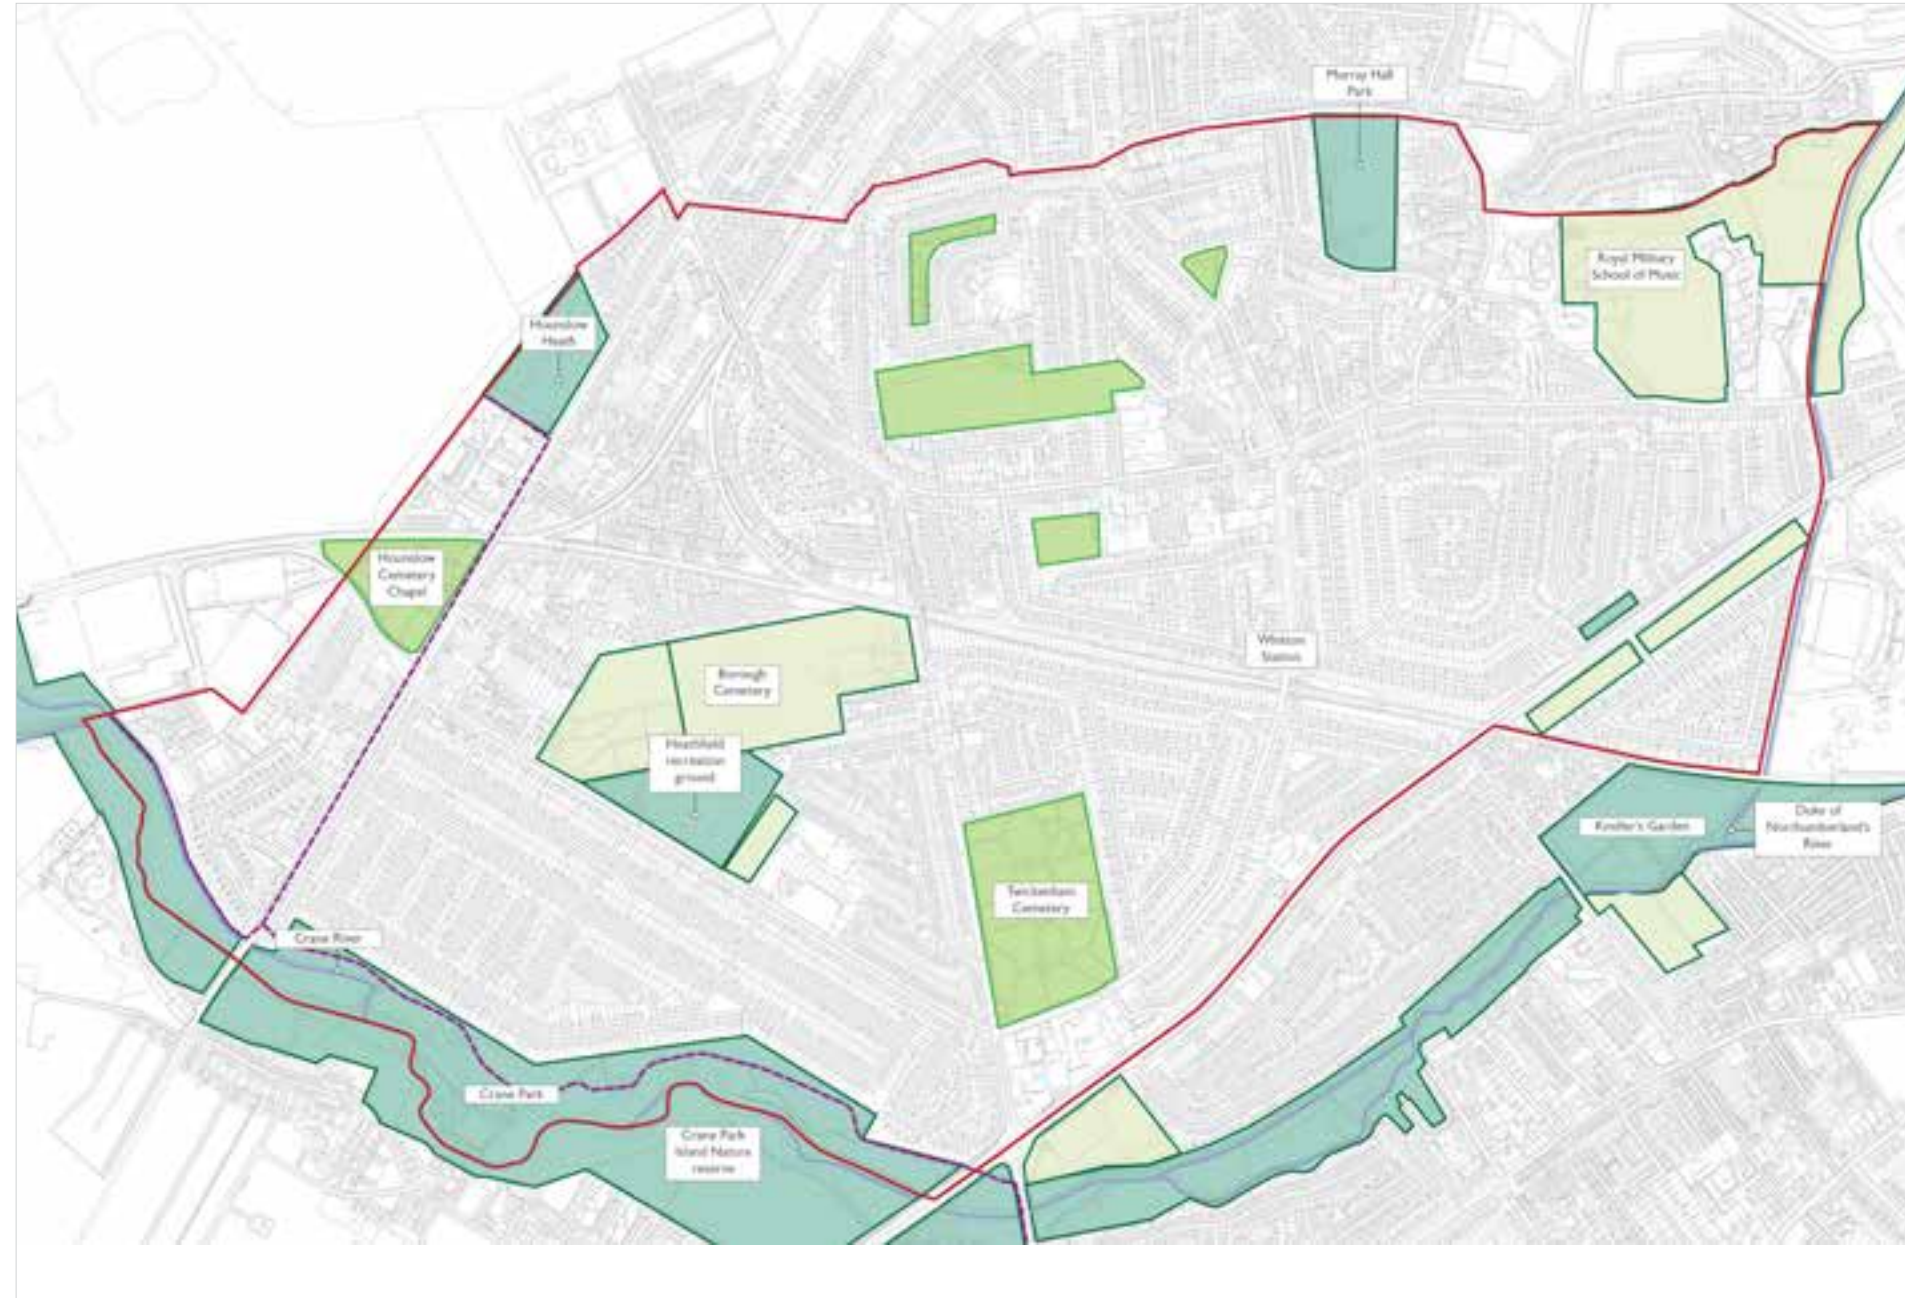 Murray Hall
Park
Royal Military
School of Music
Hounslow
Heath
Hounslow
Cemetery
Chapel
Whitton
Station
Borough
Cemetery
Heathfield
recreation
ground
Duke of
Northumberland's
River
Kneller's Garden
Twickenham
Cemetery
Crane River
Crane Park
Crane Park
Island Nature
reserve